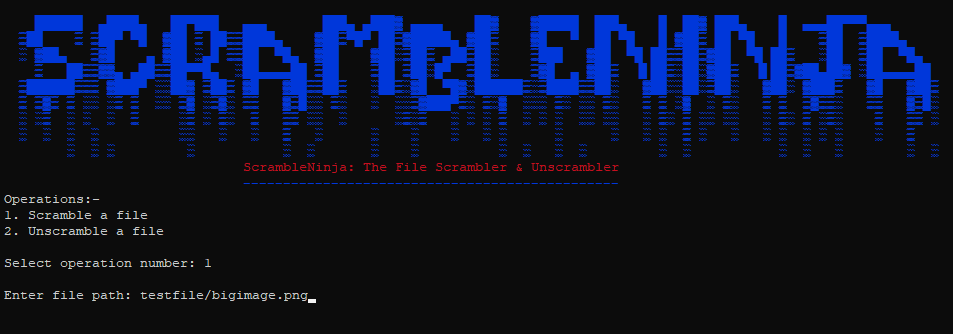 SCRAMBLENINJA
ScrambleNinja: The File Scrambler & Unscrambler
-----------------------------------------------
Operations:-
1. Scramble a file
2. Unscramble a file
Select operation number: 1
Enter file path: testfile/bigimage.png